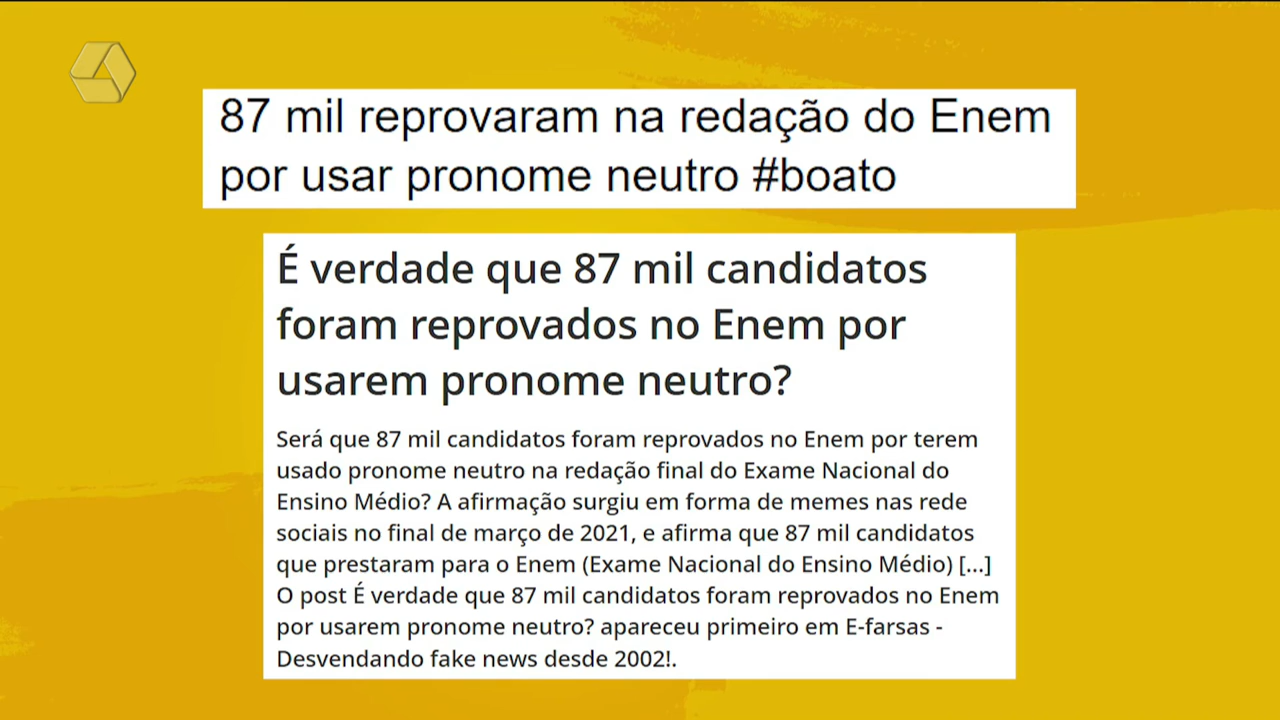 87 mil reprovaram na redação do Enem
por usar pronome neutro #boato
É verdade que 87 mil candidatos
foram reprovados no Enem por
usarem pronome neutro?
Será que 87 mil candidatos foram reprovados no Enem por terem
usado pronome neutro na redação final do Exame Nacional do
Ensino Médio? A afirmação surgiu em forma de memes nas rede
sociais no final de março de 2021, e afirma que 87 mil candidatos
que prestaram para o Enem (Exame Nacional do Ensino Médio) [...]
O post É verdade que 87 mil candidatos foram reprovados no Enem
por usarem pronome neutro? apareceu primeiro em E-farsas -
Desvendando fake news desde 2002!.